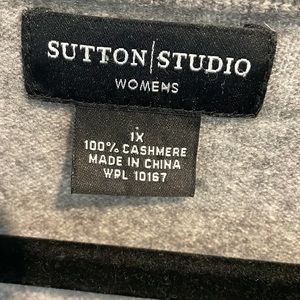 SUTTON|STUDIO
WOMENS
1X
100% CASHMERE
MADE IN CHINA
WPL 10167